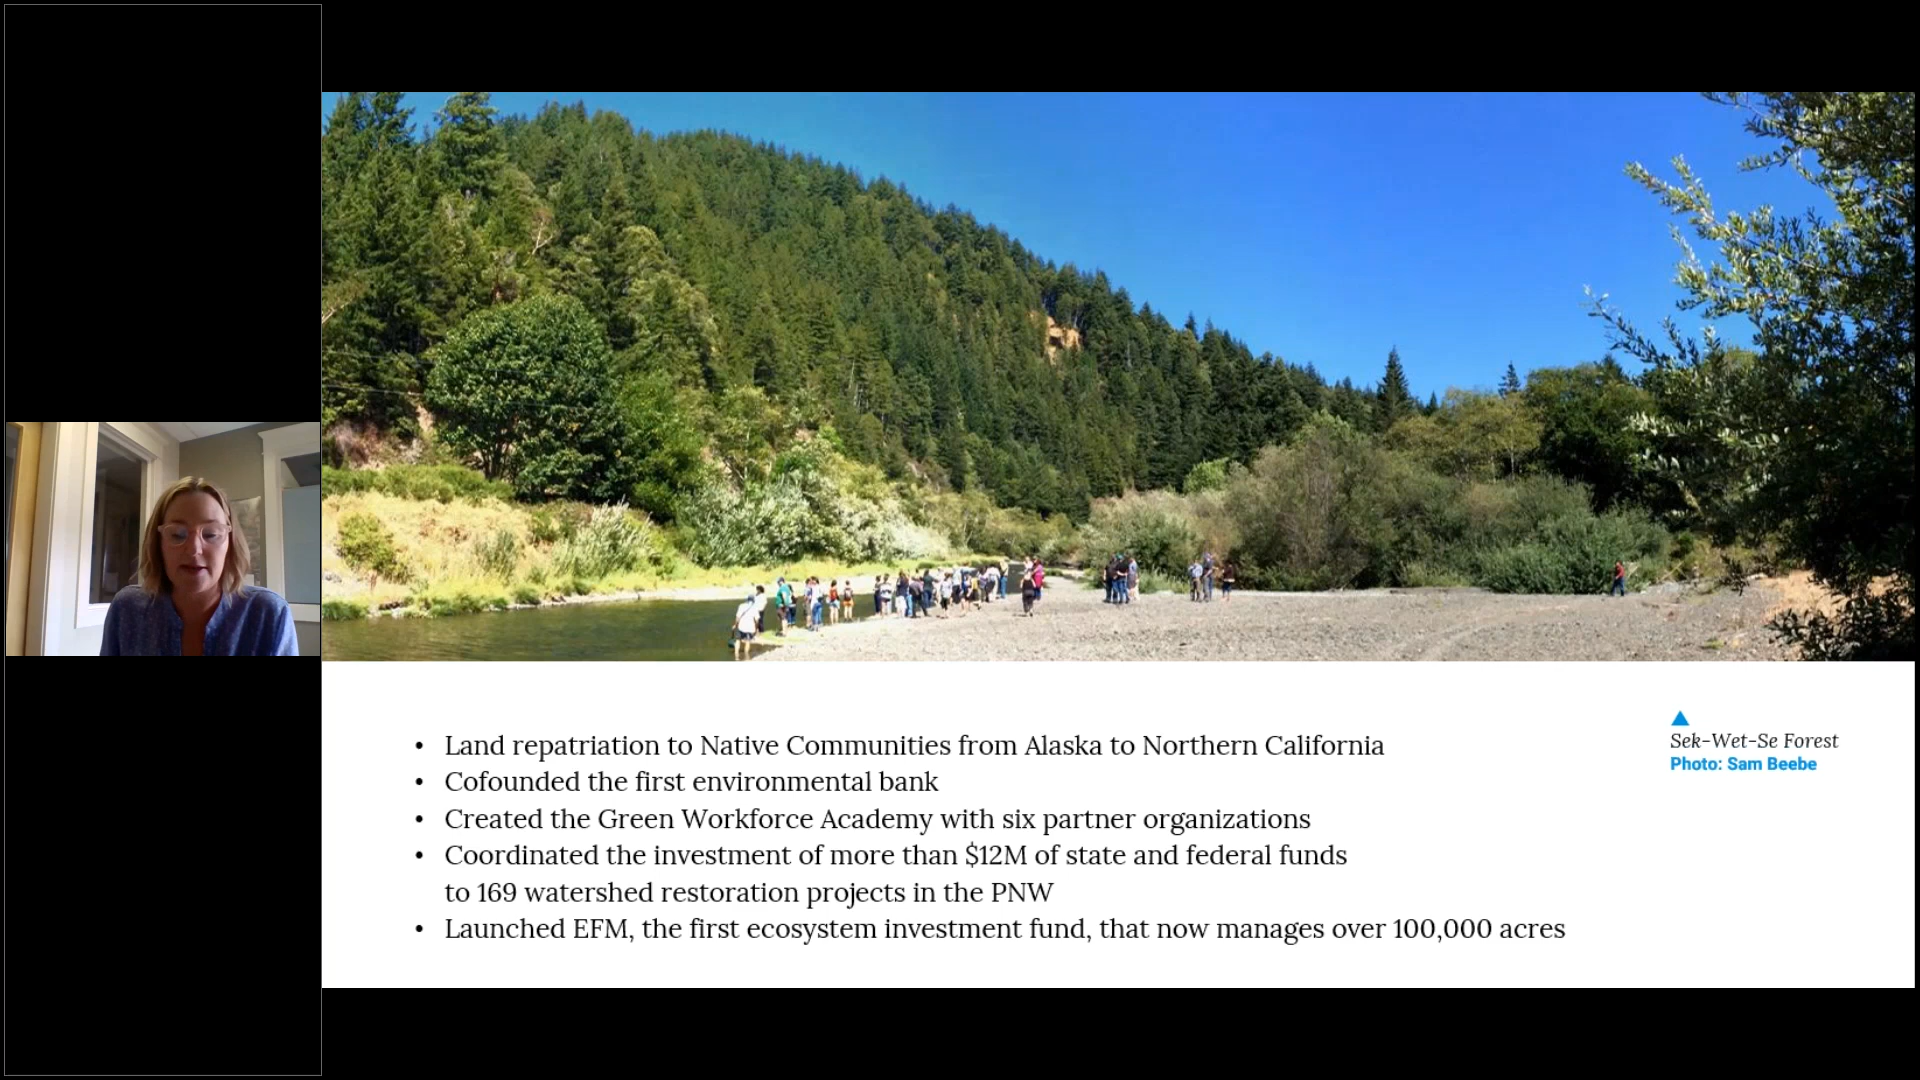 • Land repatriation to Native Communities from Alaska to Northern California
• Cofounded the first environmental bank
• Created the Green Workforce Academy with six partner organizations
• Coordinated the investment of more than $12M of state and federal funds
to 169 watershed restoration projects in the PNW
• Launched EFM, the first ecosystem investment fund, that now manages over 100,000 acres
Sek-Wet-Se Forest
Photo: Sam Beebe